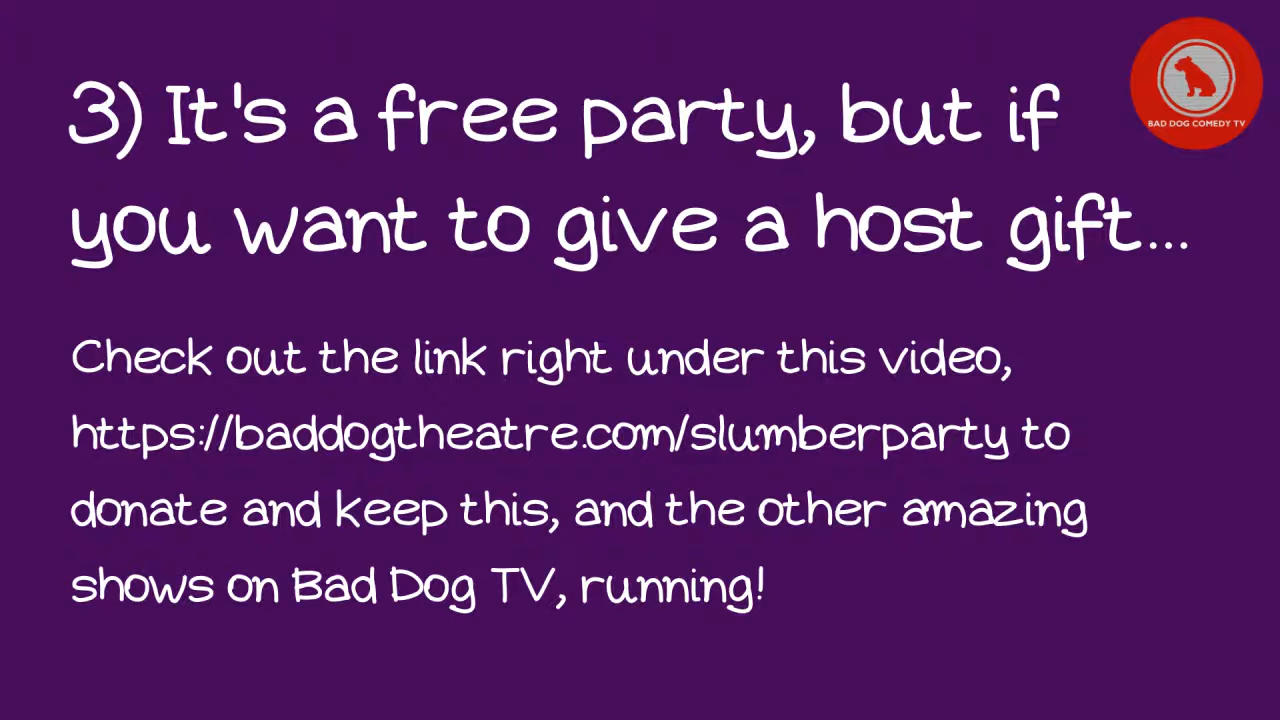 3) It's a free party, but if
you want to give a host gift...
BAD DOG COMEDY TV
Check out the link right under this video,
https://baddogtheatre.com/slumberparty to
donate and keep this, and the other amazing
shows on Bad Dog TV, running!